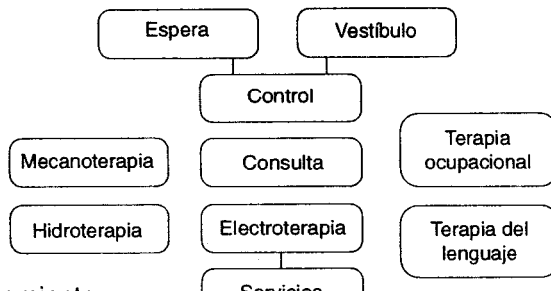 Espera
Vestíbulo
Control
Mecanoterapia
Consulta
Terapia
ocupacional
Hidroterapia
Electroterapia
Terapia del
lenguaje